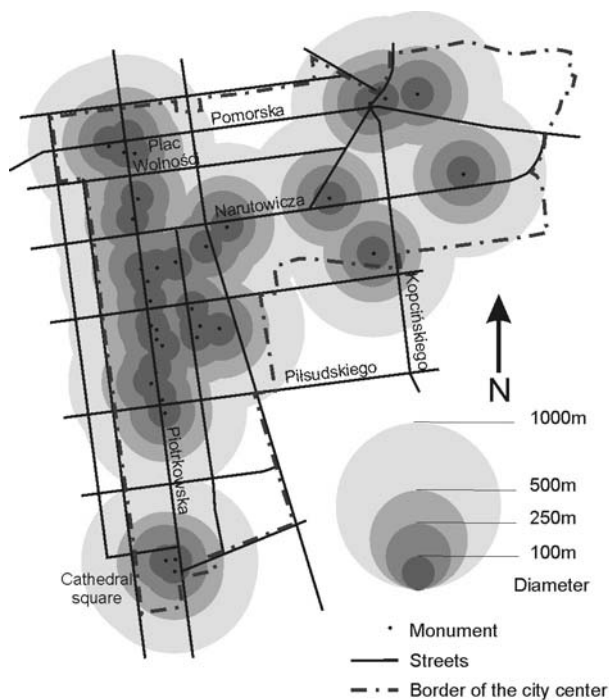 Pomorska
Plac
Wolności
Narutowicza
Kopcińskiego
Piłsudskiego
Piotrkowska
Cathedral
square
N
1000m
500m
250m
100m
Diameter
Monument
Streets
Border of the city center